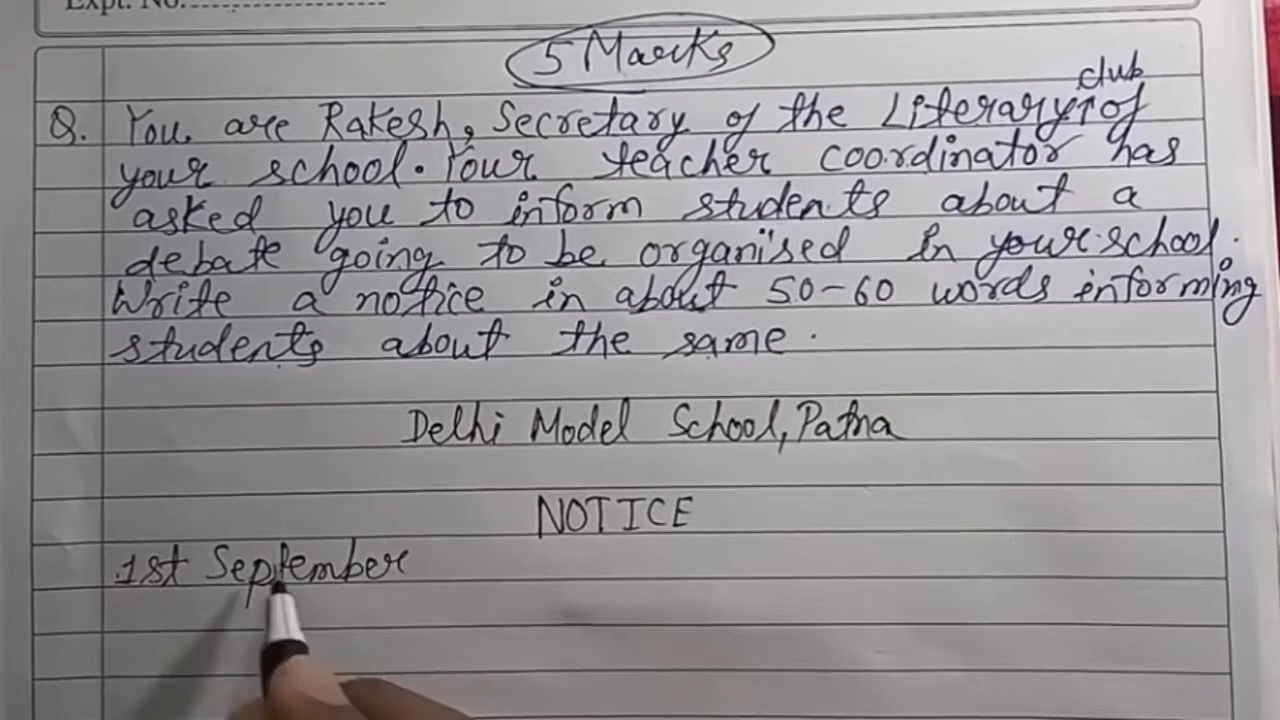 Expt. No.
5 Marks
club
Q. You are Rakesh, Secretary of the Literary of
your school. Your teacher coordinator has
asked you to inform students about a
debate going to be organised in your school.
Write a notice in about 50-60 words informing
students about the same.
Delhi Model School, Patna
NOTICE
1st September